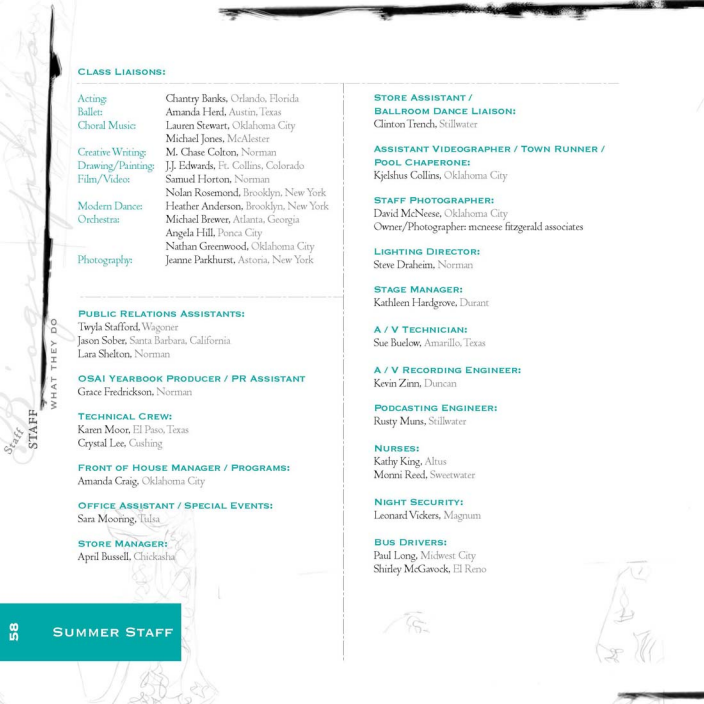 CLASS LIAISONS:
Acting: Chantry Banks, Orlando, Florida
Ballet: Amanda Herd, Austin, Texas
Choral Music: Lauren Stewart, Oklahoma City
Michael Jones, McAlester
Creative Writing: M. Chase Colton, Norman
Drawing/Painting: J.J. Edwards, Ft. Collins, Colorado
Film/Video: Samuel Horton, Norman
Nolan Rosemond, Brooklyn, New York
Modern Dance: Heather Anderson, Brooklyn, New York
Orchestra: Michael Brewer, Atlanta, Georgia
Angela Hill, Ponca City
Nathan Greenwood, Oklahoma City
Photography: Jeanne Parkhurst, Astoria, New York
PUBLIC RELATIONS ASSISTANTS:
Twyla Stafford, Wagoner
Jason Sober, Santa Barbara, California
Lara Shelton, Norman
OSAI YEARBOOK PRODUCER / PR ASSISTANT
Grace Fredrickson, Norman
TECHNICAL CREW:
Karen Moor, El Paso, Texas
Crystal Lee, Cushing
FRONT OF HOUSE MANAGER / PROGRAMS:
Amanda Craig, Oklahoma City
OFFICE ASSISTANT / SPECIAL EVENTS:
Sara Mooring, Tulsa
STORE MANAGER:
April Bussell, Chickasha
STORE ASSISTANT /
BALLROOM DANCE LIAISON:
Clinton Trench, Stillwater
ASSISTANT VIDEOGRAPHER / TOWN RUNNER /
POOL CHAPERONE:
Kjelshus Collins, Oklahoma City
STAFF PHOTOGRAPHER:
David McNeese, Oklahoma City
Owner/Photographer: mcneese fitzgerald associates
LIGHTING DIRECTOR:
Steve Draheim, Norman
STAGE MANAGER:
Kathleen Hardgrove, Durant
A / V TECHNICIAN:
Sue Buelow, Amarillo, Texas
A / V RECORDING ENGINEER:
Kevin Zinn, Duncan
PODCASTING ENGINEER:
Rusty Muns, Stillwater
NURSES:
Kathy King, Altus
Monni Reed, Sweetwater
NIGHT SECURITY:
Leonard Vickers, Magnum
BUS DRIVERS:
Paul Long, Midwest City
Shirley McGavock, El Reno
WHAT THEY DO
STAFF
Staff
58
SUMMER STAFF